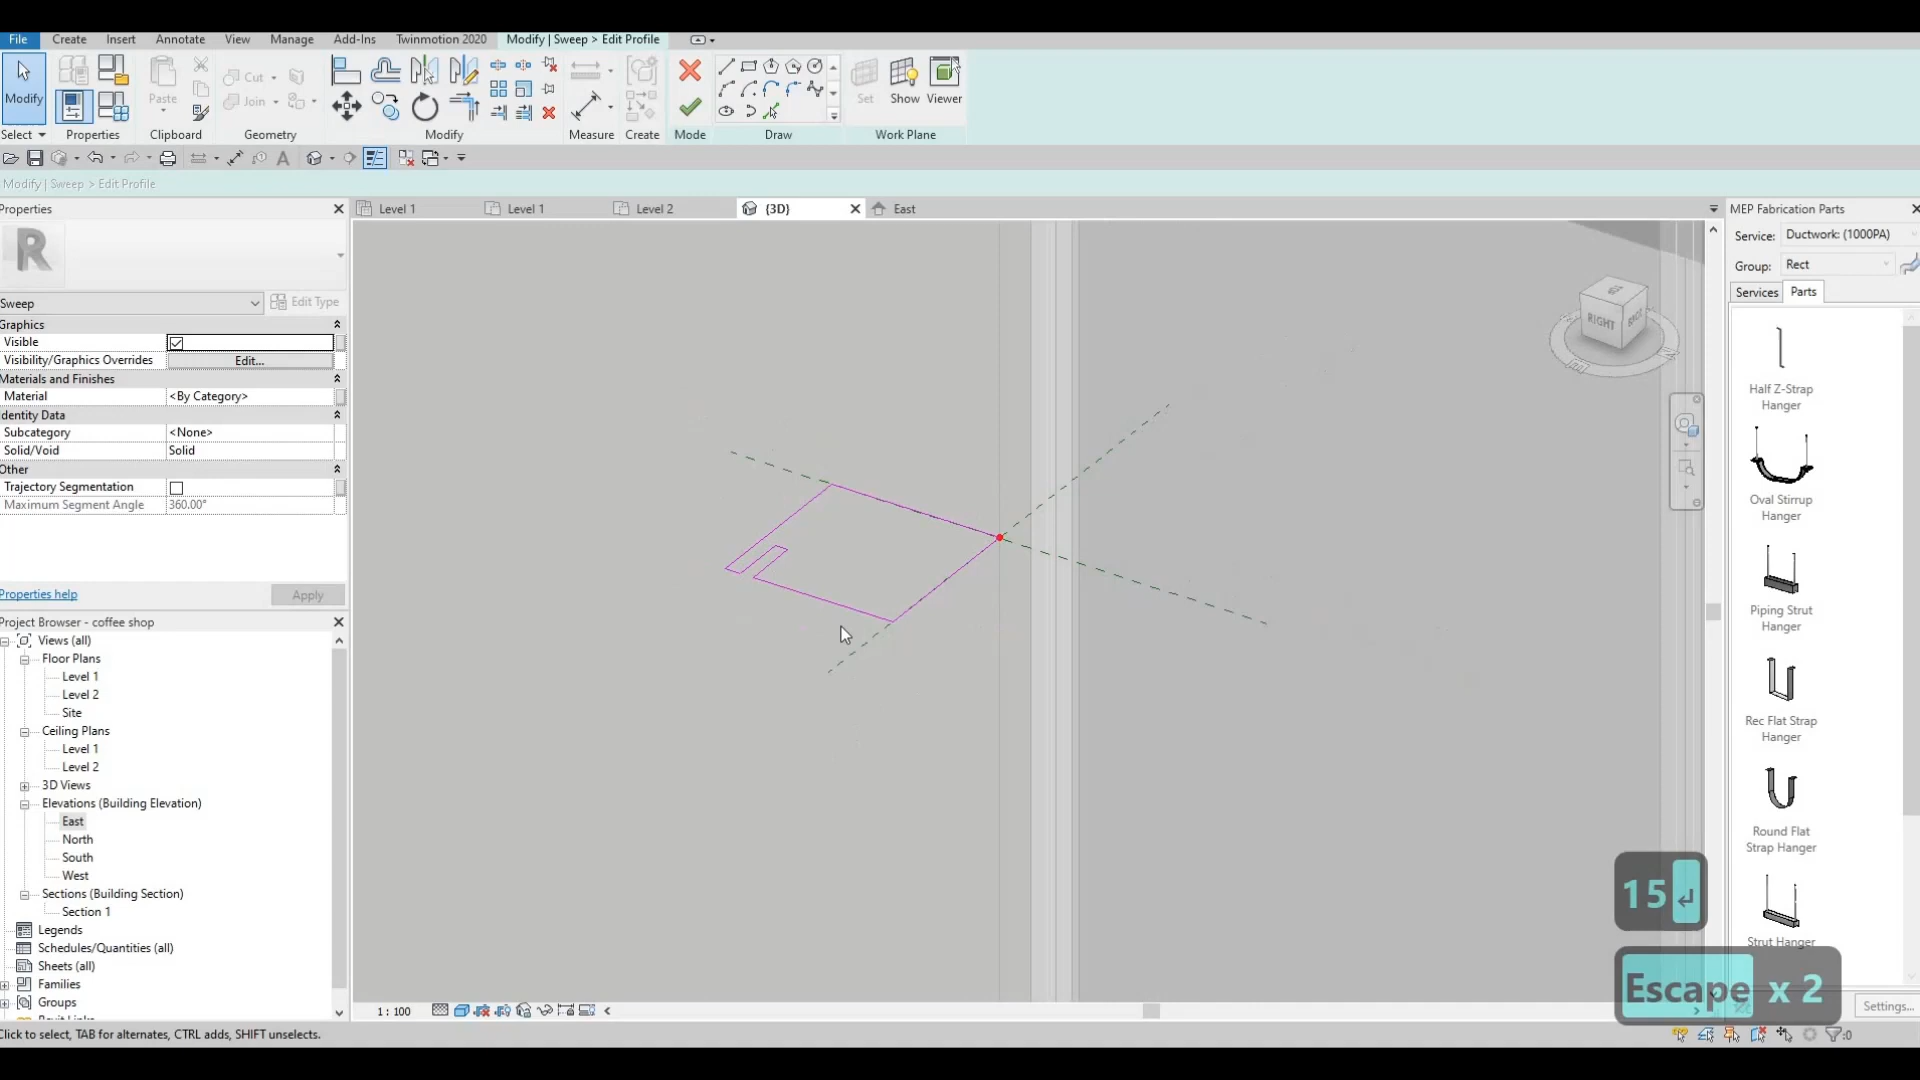 File Create Insert Annotate View Manage Add-Ins Twinmotion 2020 Modify | Sweep > Edit Profile
Modify Paste Cut Join Set Show Viewer
Select Properties Clipboard Geometry Modify Measure Create Mode Draw Work Plane
Modify | Sweep > Edit Profile
Properties
Level 1 Level 1 Level 2 {3D} East
Sweep Edit Type
Graphics
Visible
Visibility/Graphics Overrides Edit...
Materials and Finishes
Material <By Category>
dentity Data
Subcategory <None>
Solid/Void Solid
Other
Trajectory Segmentation
Maximum Segment Angle 360.00°
Properties help Apply
Project Browser - coffee shop
Views (all)
Floor Plans
Level 1
Level 2
Site
Ceiling Plans
Level 1
Level 2
3D Views
Elevations (Building Elevation)
East
North
South
West
Sections (Building Section)
Section 1
Legends
Schedules/Quantities (all)
Sheets (all)
Families
Groups
RIGHT
MEP Fabrication Parts
Service: Ductwork: (1000PA)
Group: Rect
Services Parts
Half Z-Strap
Hanger
Oval Stirrup
Hanger
Piping Strut
Hanger
Rec Flat Strap
Hanger
Round Flat
Strap Hanger
Strut Hanger
Settings...
15
Escape x 2
1 : 100
Click to select, TAB for alternates, CTRL adds, SHIFT unselects.
:0